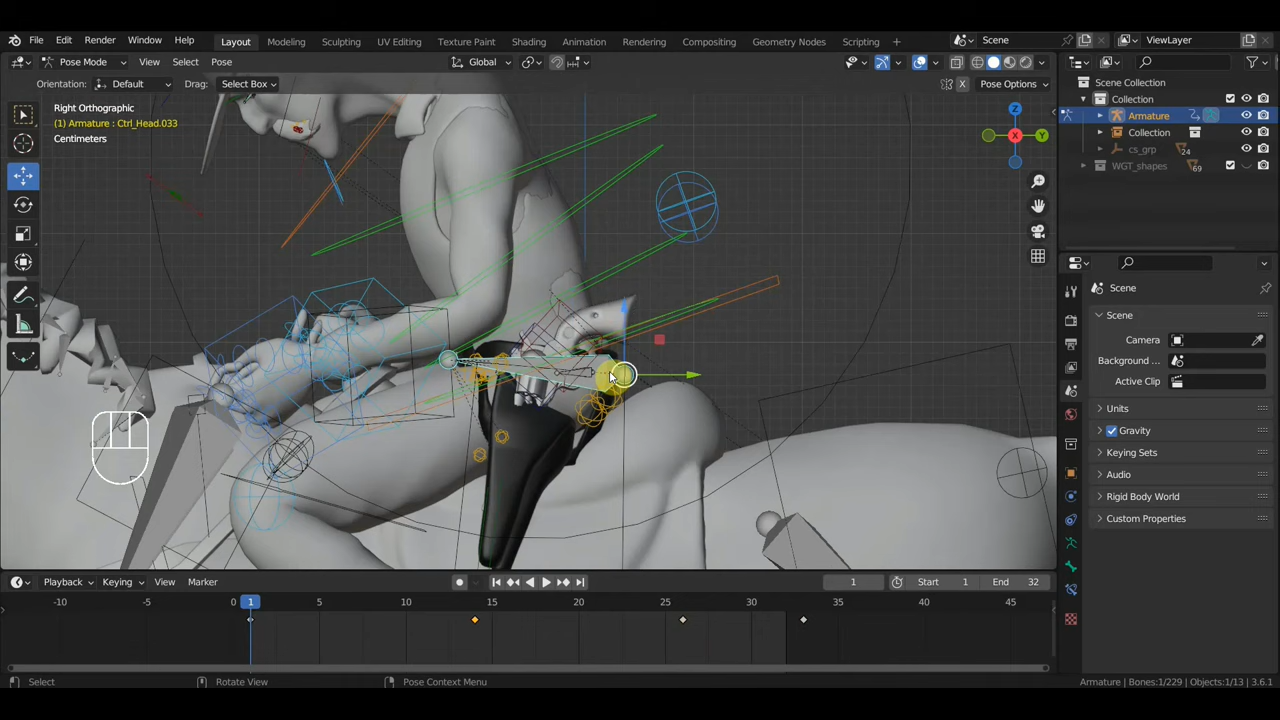 File Edit Render Window Help
Layout Modeling Sculpting UV Editing Texture Paint Shading Animation Rendering Compositing Geometry Nodes Scripting +
Scene
ViewLayer
Pose Mode View Select Pose
Global
Orientation: Default Drag: Select Box
X Pose Options
Right Orthographic
(1) Armature : Ctrl_Head.033
Centimeters
Z
X
Y
Scene Collection
Collection
Armature
Collection
cs_grp 24
WGT_shapes 69
Scene
Scene
Camera
Background ...
Active Clip
Units
Gravity
Keying Sets
Audio
Rigid Body World
Custom Properties
Playback Keying View Marker
1
Start 1
End 32
-10 -5 0 1 5 10 15 20 25 30 35 40 45
Select
Rotate View
Pose Context Menu
Armature | Bones:1/229 | Objects:1/13 | 3.6.1